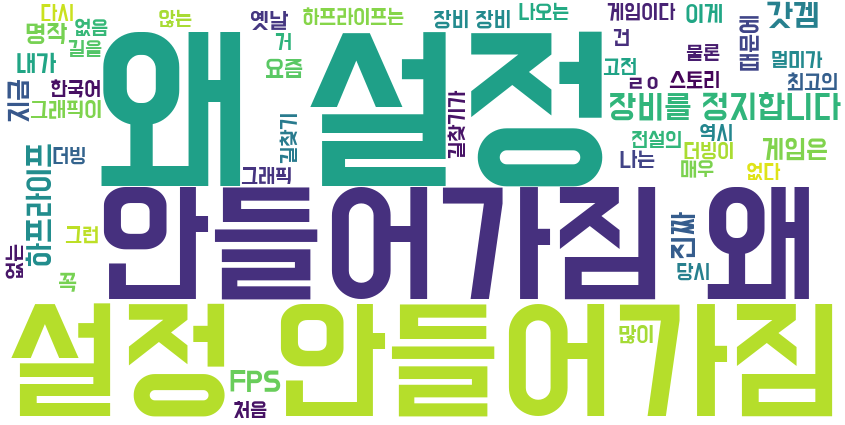 다시
없음
않는
옛날
하프라이프는
장비 장비
나오는
게임이다
이게
갓겜
명작
길을
거
건
물론
띵작
멀미가
내가
요즘
고전
왜 설정
지금
한국어
ㄹㅇ
스토리
최고의
그래픽이
장비를 정지합니다
길찾기
길찾기가
전설의
역시
하프라이프
더빙
나는
더빙이
게임은
그래픽
매우
없다
안들어가짐 왜
그런
진짜
없는
꼭
당시
설정 안들어가짐
많이
FPS
처음